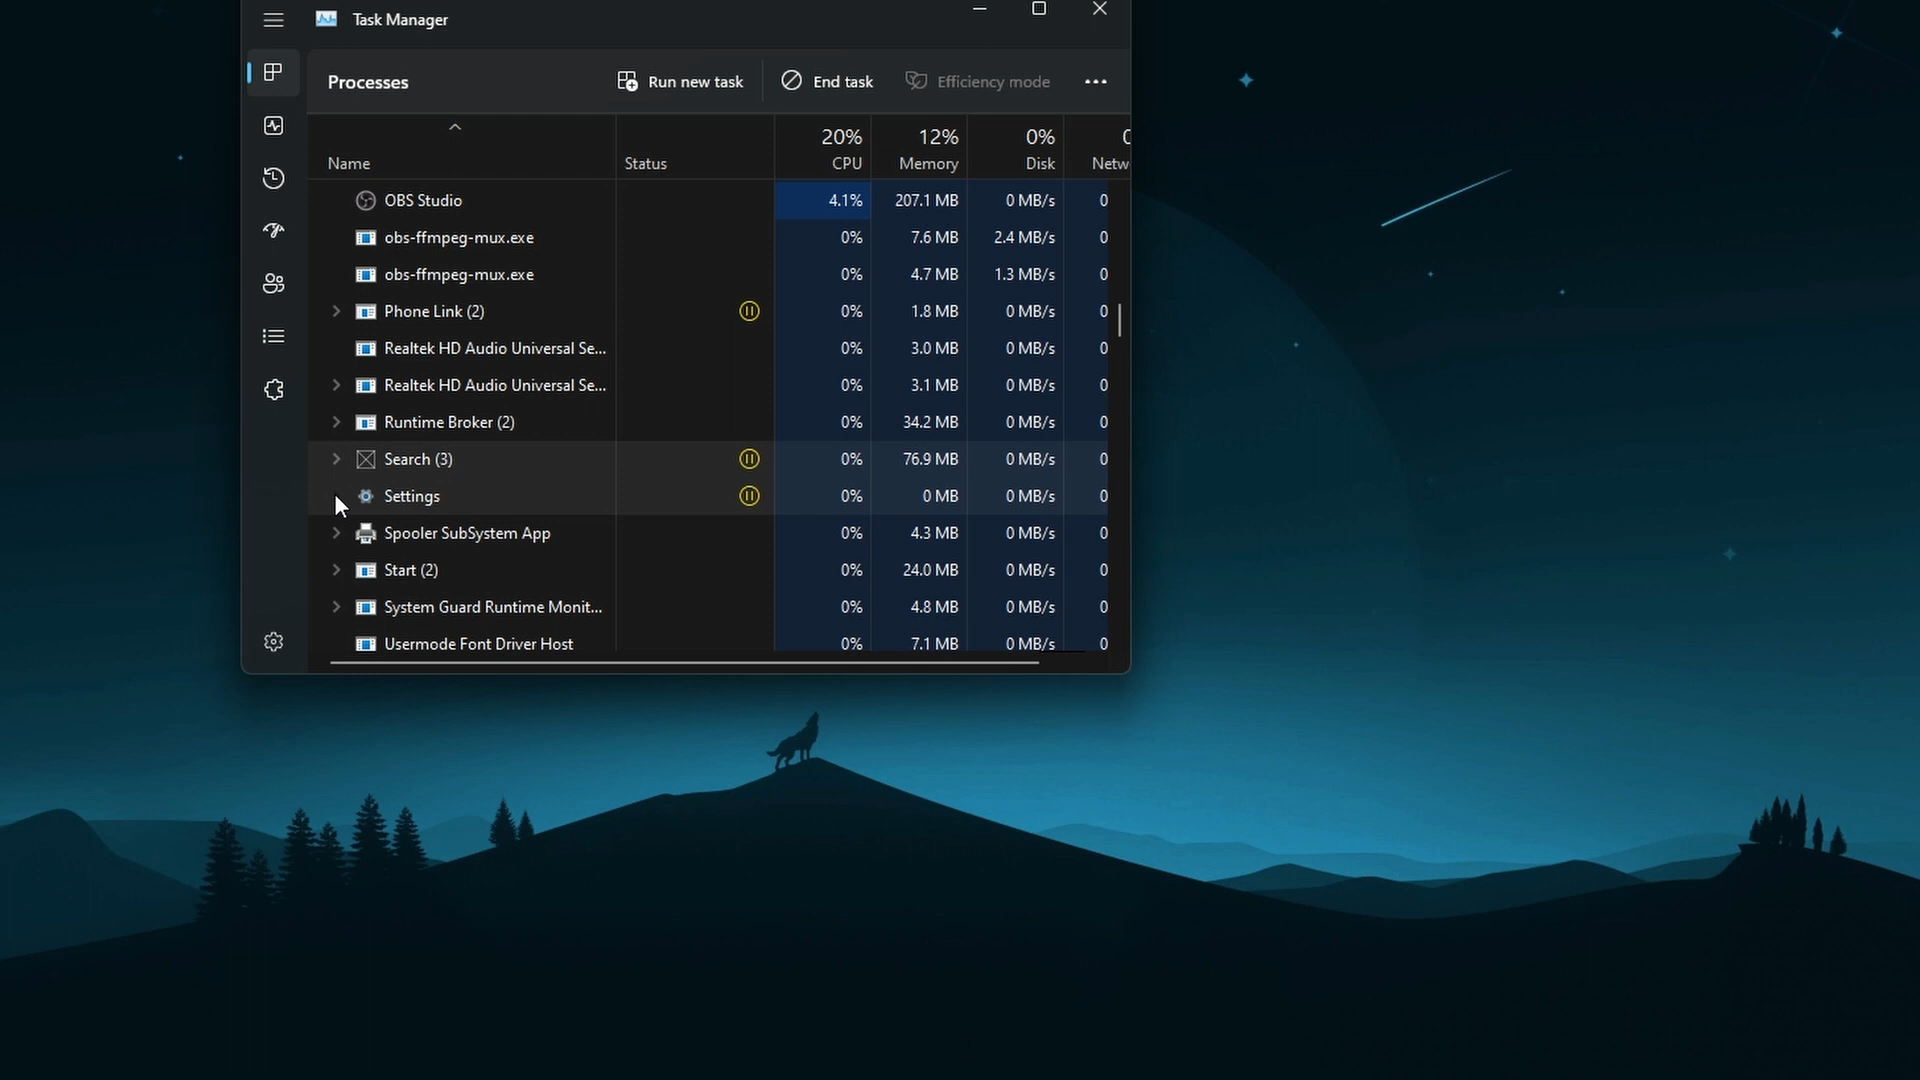 Task Manager
Processes Run new task End task Efficiency mode
20% 12% 0%
Name Status CPU Memory Disk Netw
OBS Studio 4.1% 207.1 MB 0 MB/s 0
obs-ffmpeg-mux.exe 0% 7.6 MB 2.4 MB/s 0
obs-ffmpeg-mux.exe 0% 4.7 MB 1.3 MB/s 0
Phone Link (2) 0% 1.8 MB 0 MB/s 0
Realtek HD Audio Universal Se... 0% 3.0 MB 0 MB/s 0
Realtek HD Audio Universal Se... 0% 3.1 MB 0 MB/s 0
Runtime Broker (2) 0% 34.2 MB 0 MB/s 0
Search (3) 0% 76.9 MB 0 MB/s 0
Settings 0% 0 MB 0 MB/s 0
Spooler SubSystem App 0% 4.3 MB 0 MB/s 0
Start (2) 0% 24.0 MB 0 MB/s 0
System Guard Runtime Monit... 0% 4.8 MB 0 MB/s 0
Usermode Font Driver Host 0% 7.1 MB 0 MB/s 0